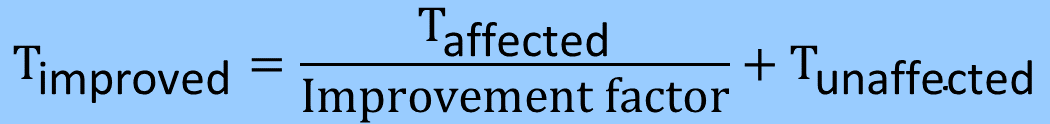 T_improved = T_affected / Improvement factor + T_unaffected